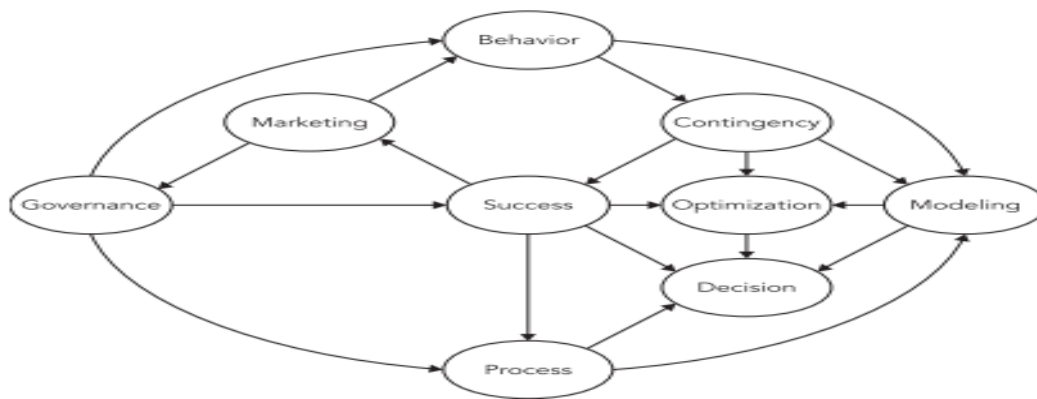 Behavior
Marketing
Contingency
Governance
Success
Optimization
Modeling
Decision
Process